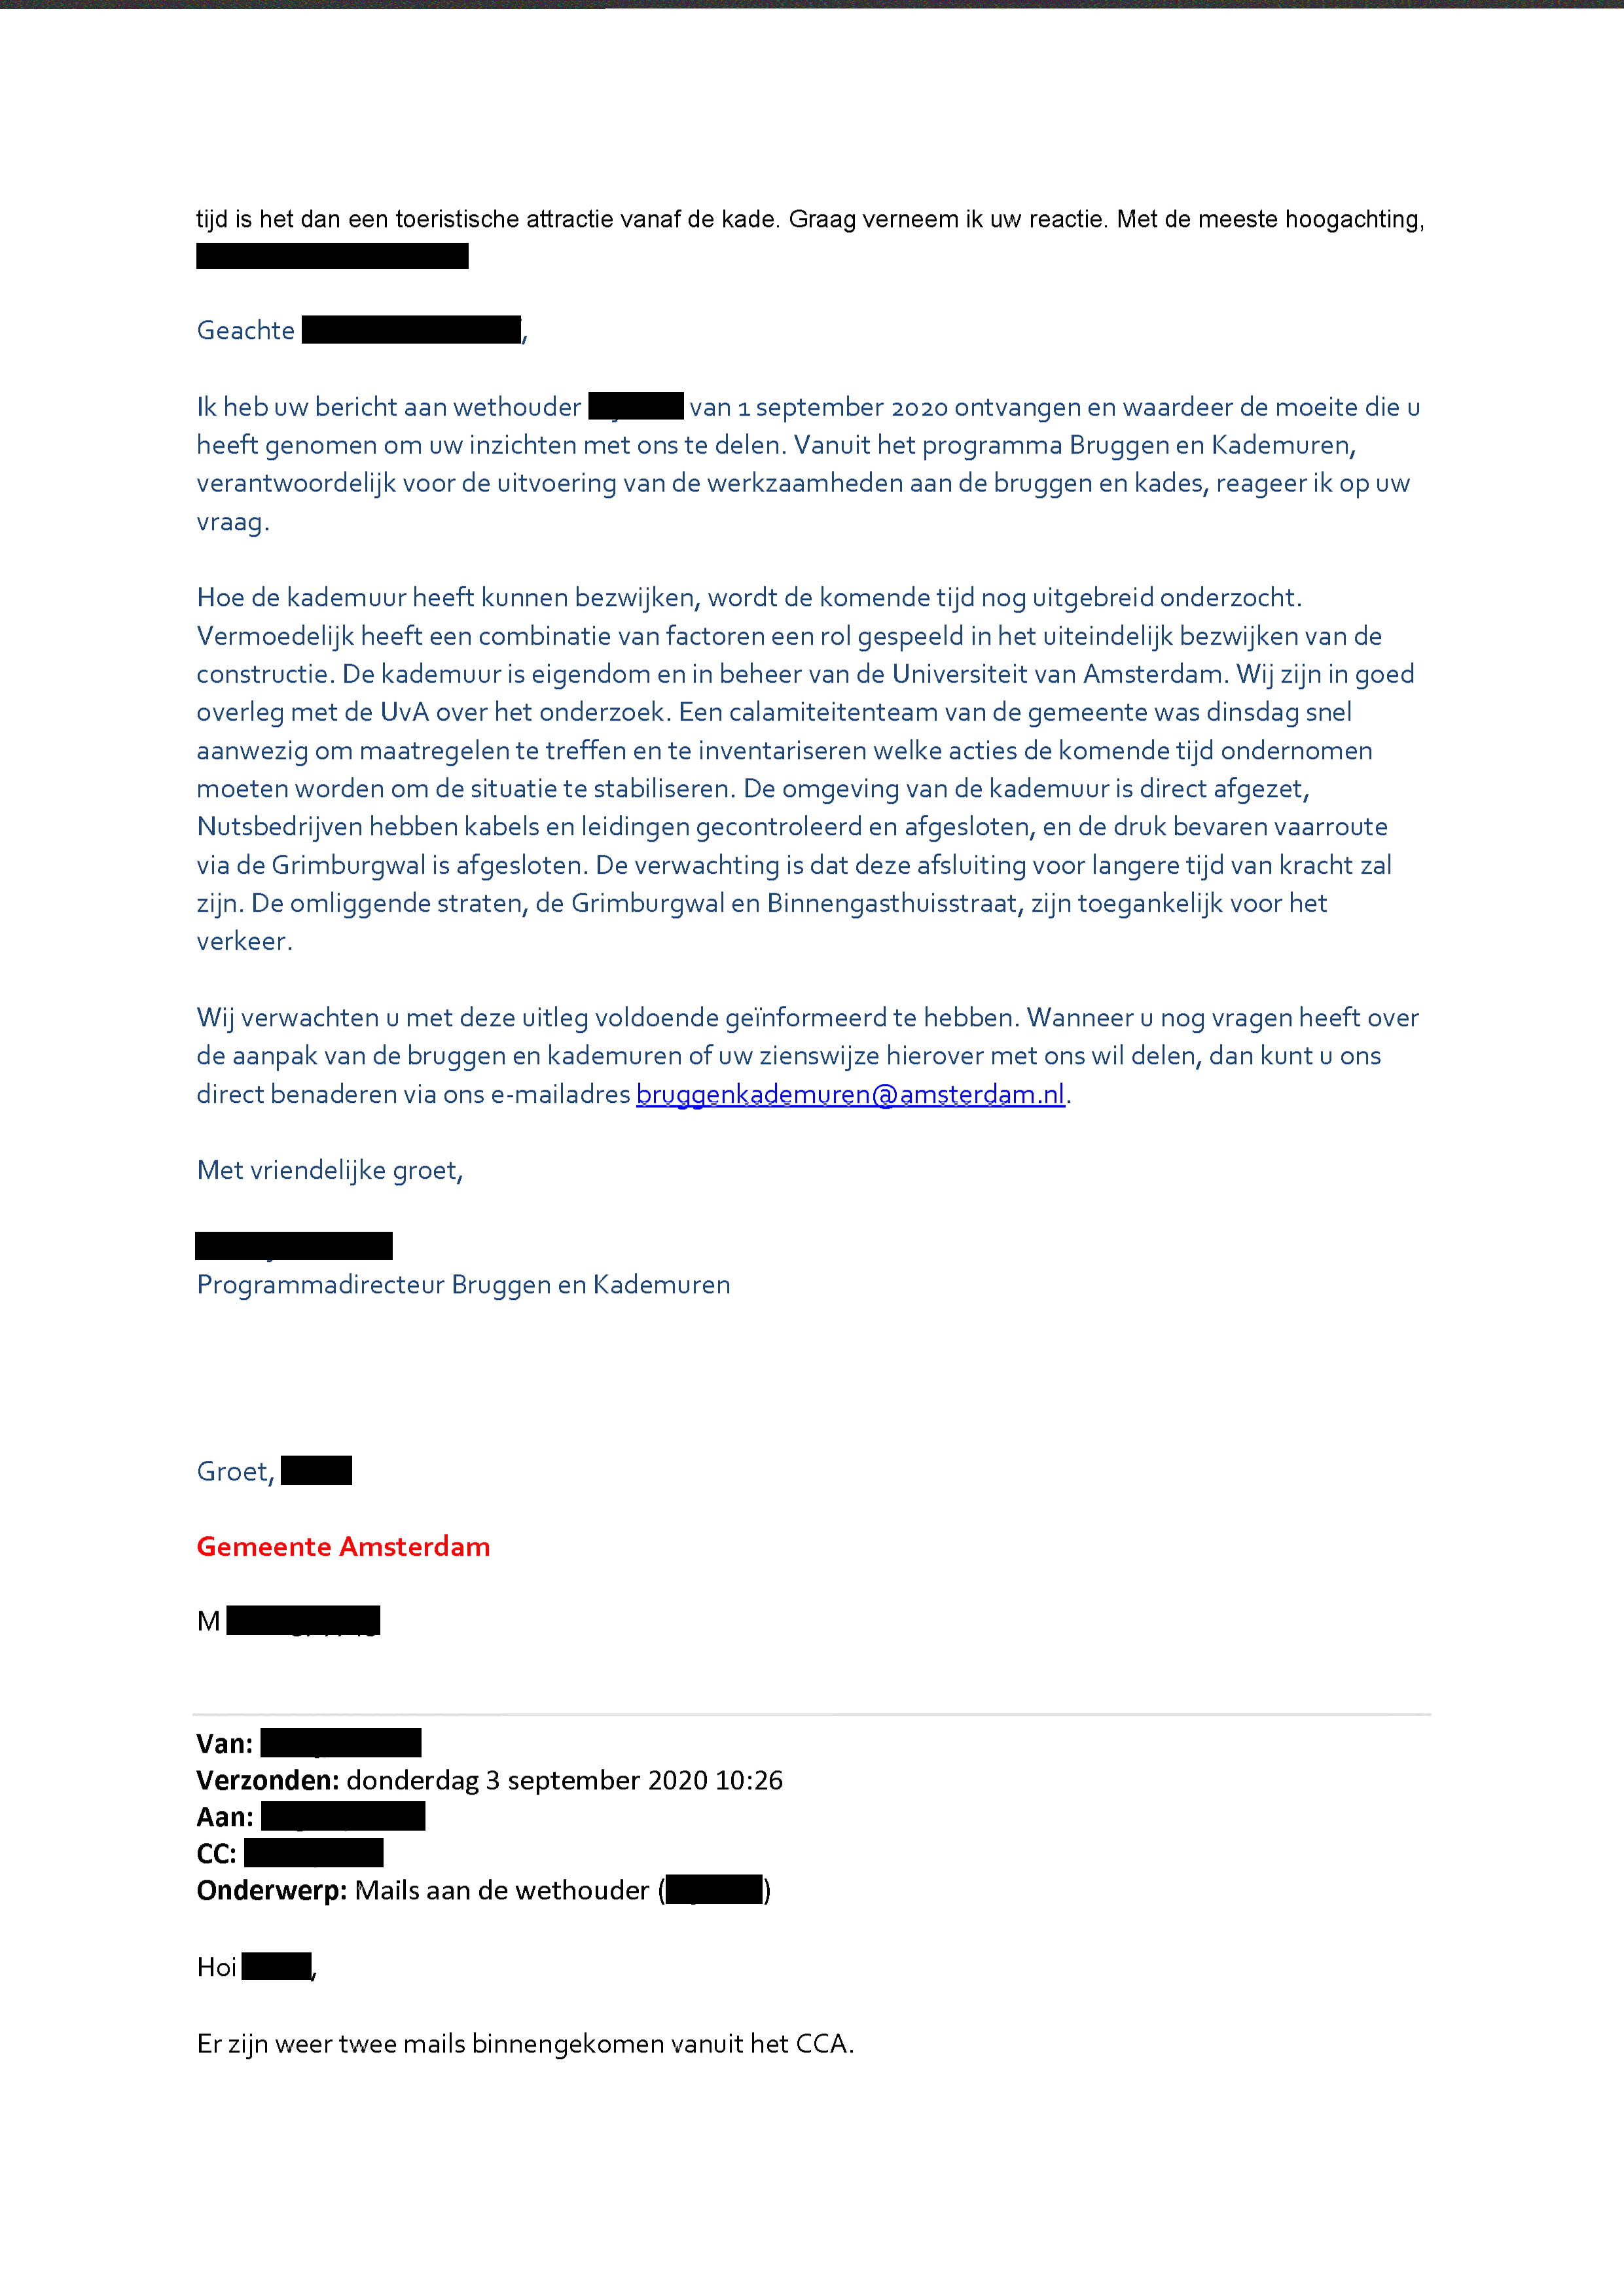 tijd is het dan een toeristische attractie vanaf de kade. Graag verneem ik uw reactie. Met de meeste hoogachting,
Geachte ,
Ik heb uw bericht aan wethouder van 1 september 2020 ontvangen en waardeer de moeite die u
heeft genomen om uw inzichten met ons te delen. Vanuit het programma Bruggen en Kademuren,
verantwoordelijk voor de uitvoering van de werkzaamheden aan de bruggen en kades, reageer ik op uw
vraag.
Hoe de kademuur heeft kunnen bezwijken, wordt de komende tijd nog uitgebreid onderzocht.
Vermoedelijk heeft een combinatie van factoren een rol gespeeld in het uiteindelijk bezwijken van de
constructie. De kademuur is eigendom en in beheer van de Universiteit van Amsterdam. Wij zijn in goed
overleg met de UvA over het onderzoek. Een calamiteitenteam van de gemeente was dinsdag snel
aanwezig om maatregelen te treffen en te inventariseren welke acties de komende tijd ondernomen
moeten worden om de situatie te stabiliseren. De omgeving van de kademuur is direct afgezet,
Nutsbedrijven hebben kabels en leidingen gecontroleerd en afgesloten, en de druk bevaren vaarroute
via de Grimburgwal is afgesloten. De verwachting is dat deze afsluiting voor langere tijd van kracht zal
zijn. De omliggende straten, de Grimburgwal en Binnengasthuisstraat, zijn toegankelijk voor het
verkeer.
Wij verwachten u met deze uitleg voldoende geïnformeerd te hebben. Wanneer u nog vragen heeft over
de aanpak van de bruggen en kademuren of uw zienswijze hierover met ons wil delen, dan kunt u ons
direct benaderen via ons e-mailadres bruggenkademuren@amsterdam.nl.
Met vriendelijke groet,
Programmadirecteur Bruggen en Kademuren
Groet,
Gemeente Amsterdam
M
Van:
Verzonden: donderdag 3 september 2020 10:26
Aan:
CC:
Onderwerp: Mails aan de wethouder ( )
Hoi ,
Er zijn weer twee mails binnengekomen vanuit het CCA.